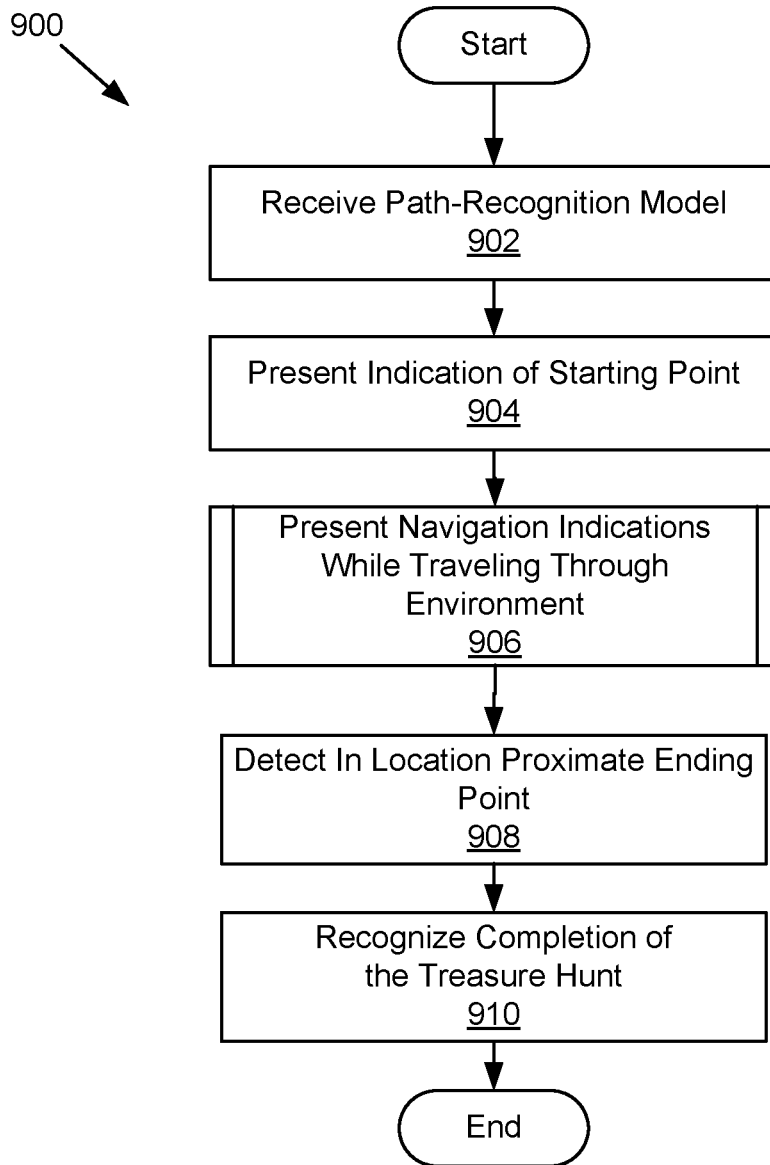 900
Start
Receive Path-Recognition Model
902
Present Indication of Starting Point
904
Present Navigation Indications
While Traveling Through
Environment
906
Detect In Location Proximate Ending
Point
908
Recognize Completion of
the Treasure Hunt
910
End